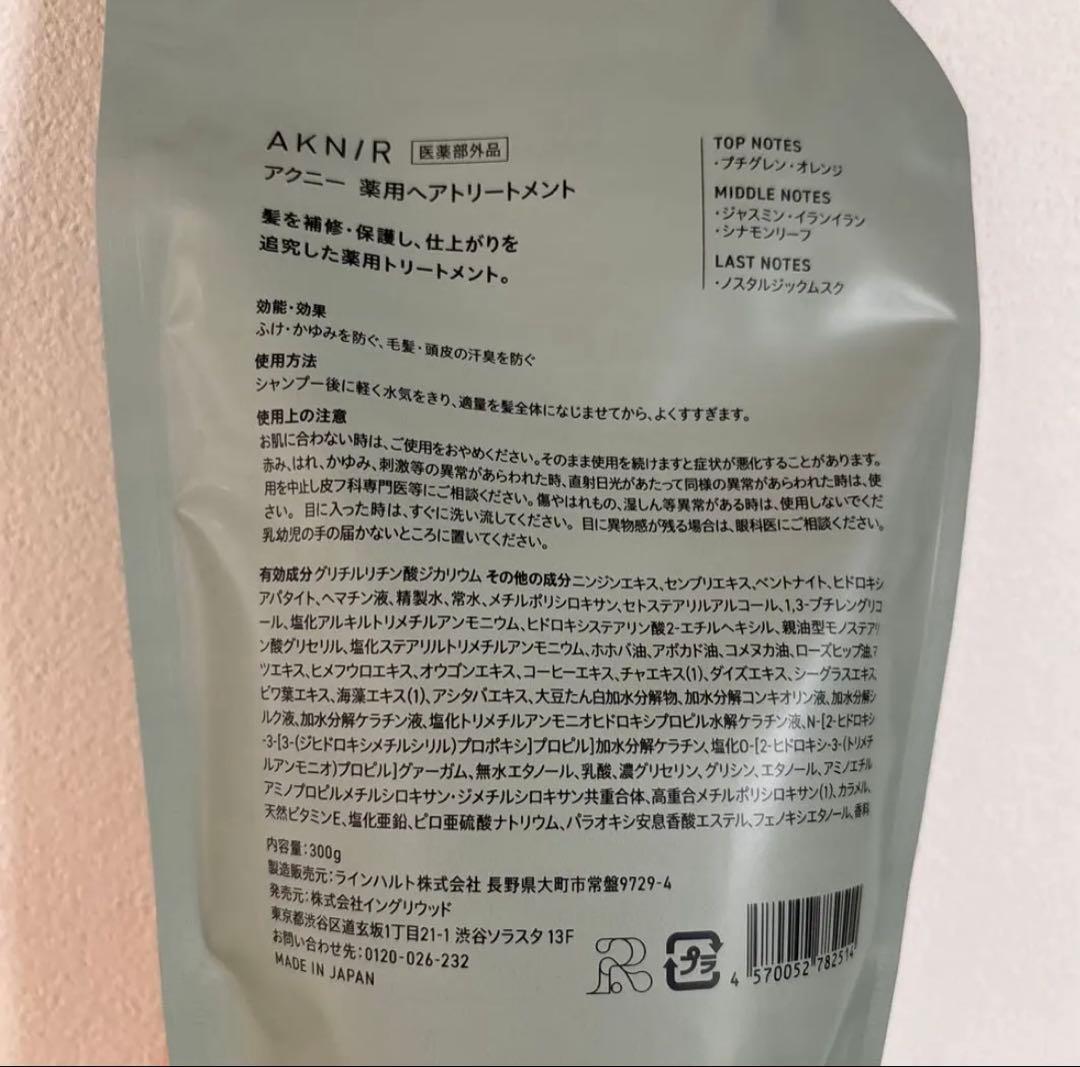 AKN/R 医薬部外品
アクニー 薬用ヘアトリートメント
髪を補修・保護し、仕上がりを
追究した薬用トリートメント。
TOP NOTES
・プチグレン・オレンジ
MIDDLE NOTES
・ジャスミン・イランイラン
・シナモンリーフ
LAST NOTES
・ノスタルジックムスク
効能・効果
ふけ・かゆみを防ぐ、毛髪・頭皮の汗臭を防ぐ
使用方法
シャンプー後に軽く水気をきり、適量を髪全体になじませてから、よくすすぎます。
使用上の注意
お肌に合わない時は、ご使用をおやめください。そのまま使用を続けますと症状が悪化することがあります。
赤み、はれ、かゆみ、刺激等の異常があらわれた時、直射日光があたって同様の異常があらわれた時は、使
用を中止し皮フ科専門医等にご相談ください。傷やはれもの、湿しん等異常がある時は、使用しないでくだ
さい。 目に入った時は、すぐに洗い流してください。 目に異物感が残る場合は、眼科医にご相談ください。
乳幼児の手の届かないところに置いてください。
有効成分グリチルリチン酸ジカリウム その他の成分ニンジンエキス、センブリエキス、ベントナイト、ヒドロキシ
アパタイト、ヘマチン液、精製水、常水、メチルポリシロキサン、セトステアリルアルコール、1,3-ブチレングリコ
ール、塩化アルキルトリメチルアンモニウム、ヒドロキシステアリン酸2-エチルヘキシル、親油型モノステアリ
ン酸グリセリル、塩化ステアリルトリメチルアンモニウム、ホホバ油、アボカド油、コメヌカ油、ローズヒップ油、マ
ツエキス、ヒメフウロエキス、オウゴンエキス、コーヒーエキス、チャエキス(1)、ダイズエキス、シーグラスエキス
ビワ葉エキス、海藻エキス(1)、アシタバエキス、大豆たん白加水分解物、加水分解コンキオリン液、加水分解シ
ルク液、加水分解ケラチン液、塩化トリメチルアンモニオヒドロキシプロピル水解ケラチン液、N-[2-ヒドロキシ
-3-[3-(ジヒドロキシメチルシリル)プロポキシ]プロピル]加水分解ケラチン、塩化O-[2-ヒドロキシ-3-(トリメチ
ルアンモニオ)プロピル]グァーガム、無水エタノール、乳酸、濃グリセリン、グリシン、エタノール、アミノエチル
アミノプロピルメチルシロキサン・ジメチルシロキサン共重合体、高重合メチルポリシロキサン(1)、カラメル、
天然ビタミンE、塩化亜鉛、ピロ亜硫酸ナトリウム、パラオキシ安息香酸エステル、フェノキシエタノール、香料
内容量:300g
製造販売元:ラインハルト株式会社 長野県大町市常盤9729-4
発売元:株式会社イングリウッド
東京都渋谷区道玄坂1丁目21-1 渋谷ソラスタ 13F
お問い合わせ先:0120-026-232
MADE IN JAPAN
R
プラ
4 570052 782514